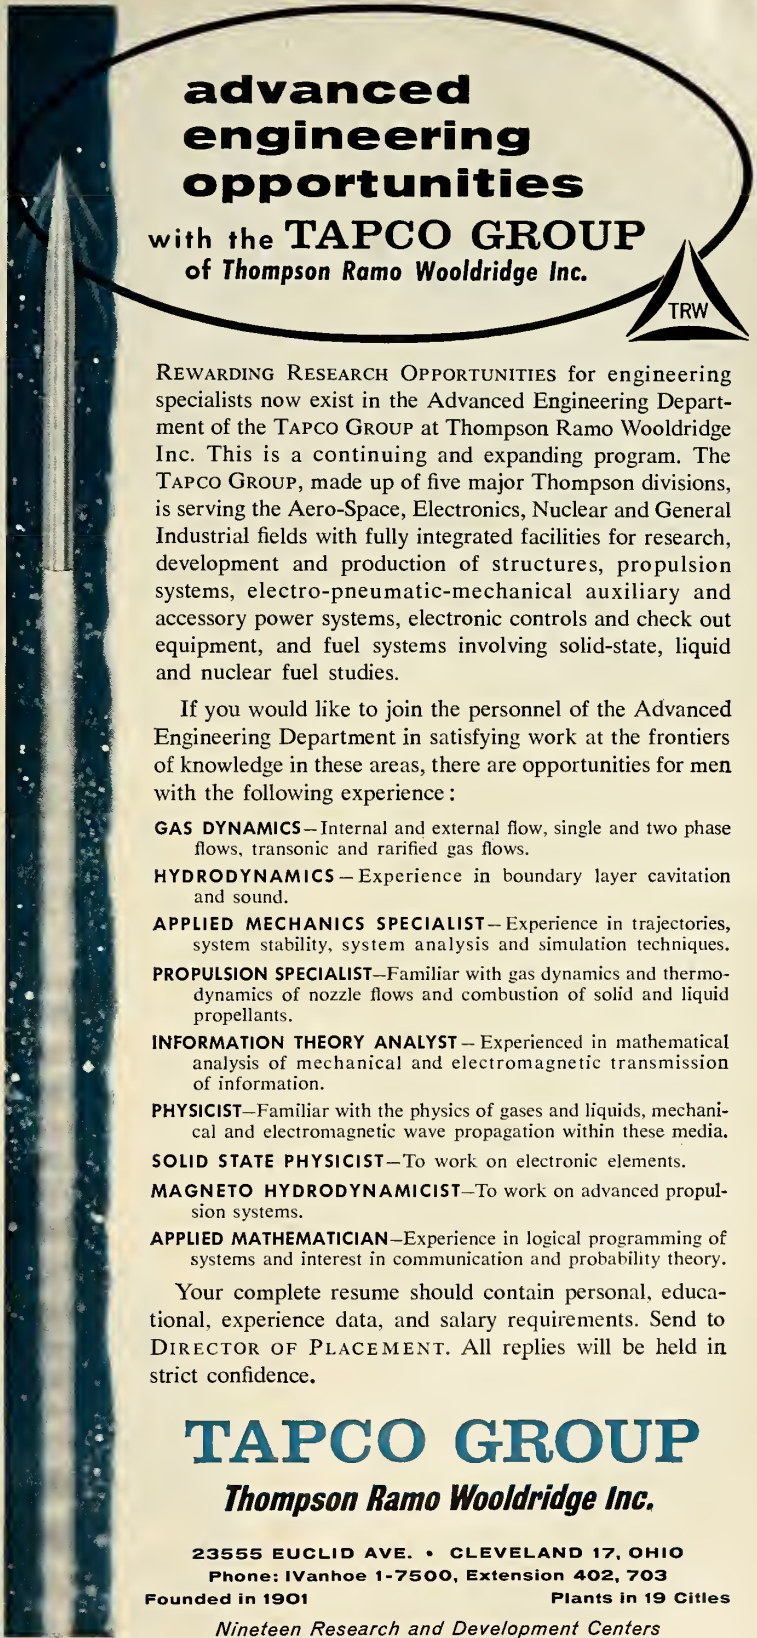 advanced
engineering
opportunities
with the TAPCO GROUP
of Thompson Ramo Wooldridge Inc.
TRW
REWARDING RESEARCH OPPORTUNITIES for engineering
specialists now exist in the Advanced Engineering Depart-
ment of the TAPCO GROUP at Thompson Ramo Wooldridge
Inc. This is a continuing and expanding program. The
TAPCO GROUP, made up of five major Thompson divisions,
is serving the Aero-Space, Electronics, Nuclear and General
Industrial fields with fully integrated facilities for research,
development and production of structures, propulsion
systems, electro-pneumatic-mechanical auxiliary and
accessory power systems, electronic controls and check out
equipment, and fuel systems involving solid-state, liquid
and nuclear fuel studies.
If you would like to join the personnel of the Advanced
Engineering Department in satisfying work at the frontiers
of knowledge in these areas, there are opportunities for men
with the following experience:
GAS DYNAMICS—Internal and external flow, single and two phase
flows, transonic and rarified gas flows.
HYDRODYNAMICS—Experience in boundary layer cavitation
and sound.
APPLIED MECHANICS SPECIALIST—Experience in trajectories,
system stability, system analysis and simulation techniques.
PROPULSION SPECIALIST—Familiar with gas dynamics and thermo-
dynamics of nozzle flows and combustion of solid and liquid
propellants.
INFORMATION THEORY ANALYST—Experienced in mathematical
analysis of mechanical and electromagnetic transmission
of information.
PHYSICIST—Familiar with the physics of gases and liquids, mechani-
cal and electromagnetic wave propagation within these media.
SOLID STATE PHYSICIST—To work on electronic elements.
MAGNETO HYDRODYNAMICIST—To work on advanced propul-
sion systems.
APPLIED MATHEMATICIAN—Experience in logical programming of
systems and interest in communication and probability theory.
Your complete resume should contain personal, educa-
tional, experience data, and salary requirements. Send to
DIRECTOR OF PLACEMENT. All replies will be held in
strict confidence.
TAPCO GROUP
Thompson Ramo Wooldridge Inc.
23555 EUCLID AVE. • CLEVELAND 17, OHIO
Phone: IVanhoe 1-7500, Extension 402, 703
Founded in 1901 Plants in 19 Cities
Nineteen Research and Development Centers